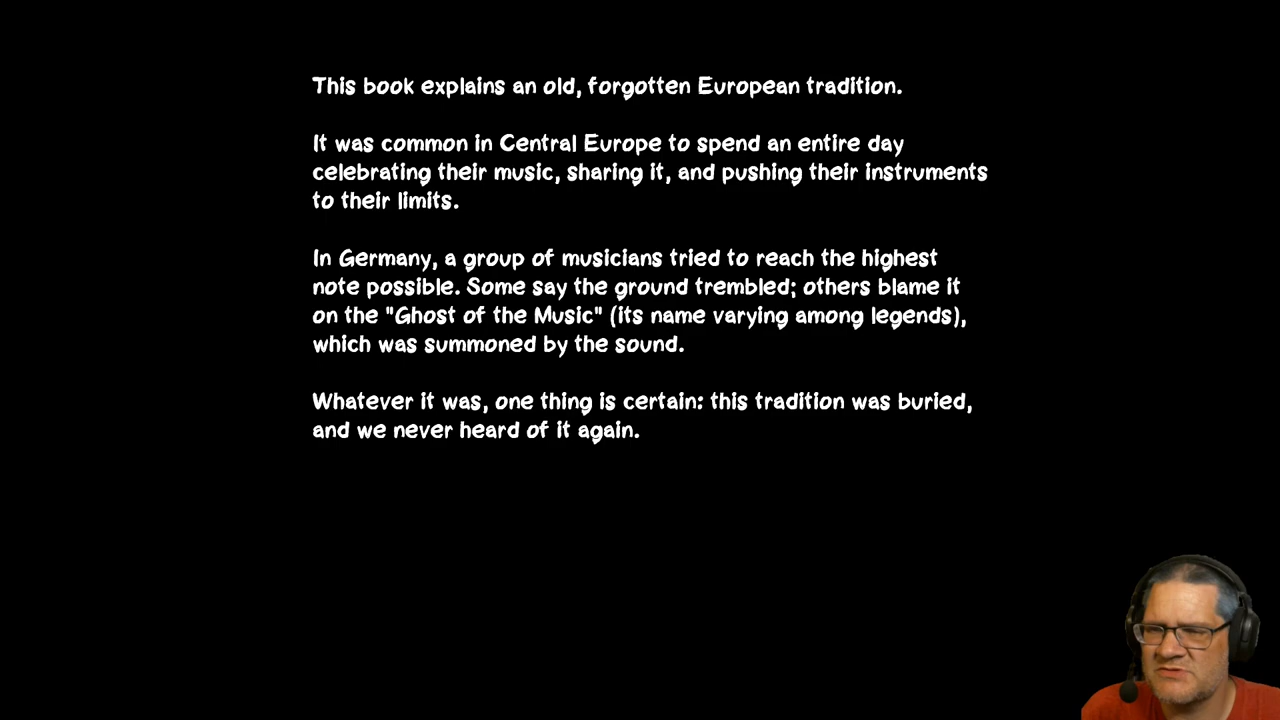 This book explains an old, forgotten European tradition.
It was common in Central Europe to spend an entire day
celebrating their music, sharing it, and pushing their instruments
to their limits.
In Germany, a group of musicians tried to reach the highest
note possible. Some say the ground trembled; others blame it
on the "Ghost of the Music" (its name varying among legends),
which was summoned by the sound.
Whatever it was, one thing is certain: this tradition was buried,
and we never heard of it again.